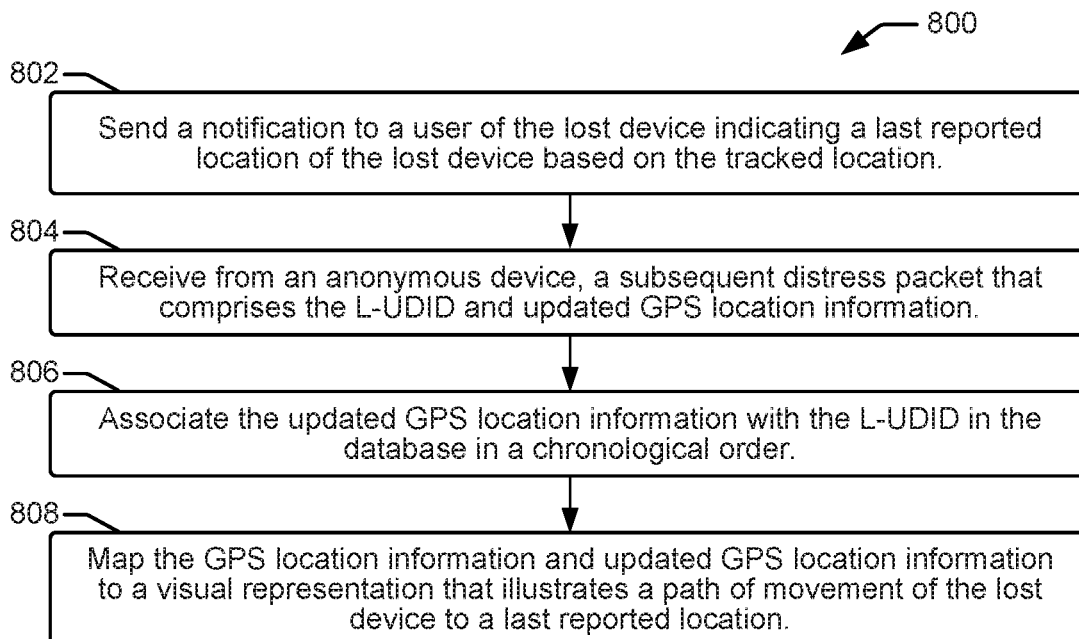 800
802
Send a notification to a user of the lost device indicating a last reported
location of the lost device based on the tracked location.
804
Receive from an anonymous device, a subsequent distress packet that
comprises the L-UDID and updated GPS location information.
806
Associate the updated GPS location information with the L-UDID in the
database in a chronological order.
808
Map the GPS location information and updated GPS location information
to a visual representation that illustrates a path of movement of the lost
device to a last reported location.